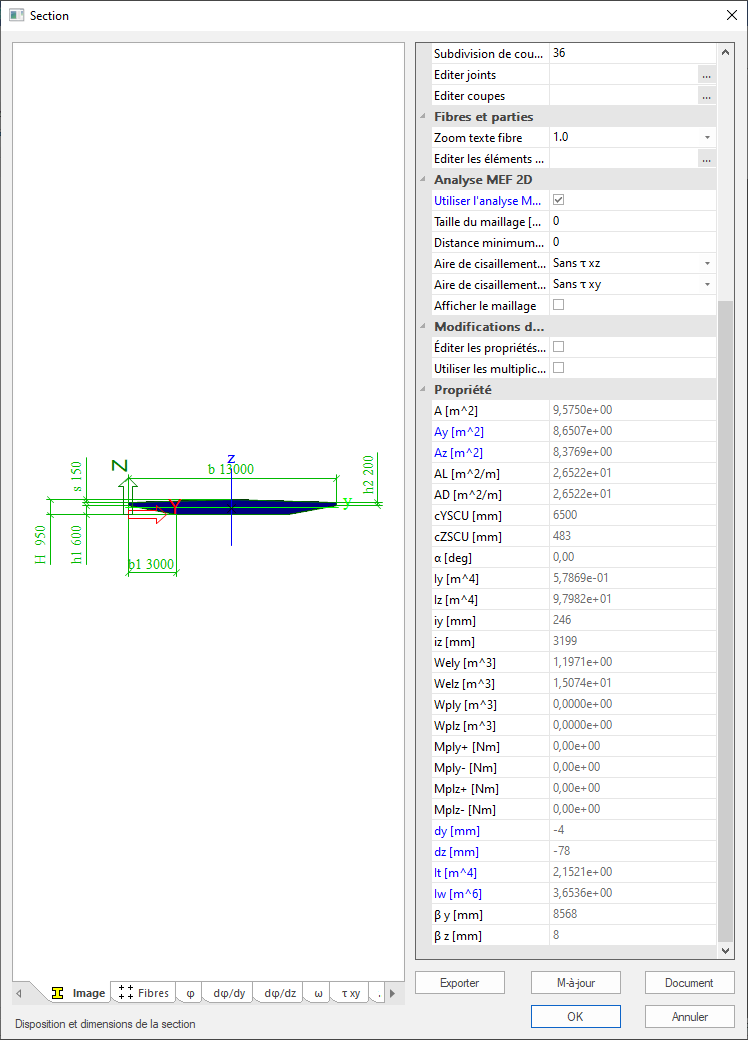 Section
Z
z
b 13000
y
Y
s 150
h2 200
H 950
h1 600
b1 3000
Subdivision de cou... 36
Editer joints ...
Editer coupes ...
Fibres et parties
Zoom texte fibre 1.0
Editer les éléments ... ...
Analyse MEF 2D
Utiliser l'analyse M...
Taille du maillage [... 0
Distance minimum... 0
Aire de cisaillement... Sans τ xz
Aire de cisaillement... Sans τ xy
Afficher le maillage
Modifications d...
Éditer les propriétés...
Utiliser les multiplic...
Propriété
A [m^2] 9,5750e+00
Ay [m^2] 8,6507e+00
Az [m^2] 8,3769e+00
AL [m^2/m] 2,6522e+01
AD [m^2/m] 2,6522e+01
cYSCU [mm] 6500
cZSCU [mm] 483
α [deg] 0,00
Iy [m^4] 5,7869e-01
Iz [m^4] 9,7982e+01
iy [mm] 246
iz [mm] 3199
Wely [m^3] 1,1971e+00
Welz [m^3] 1,5074e+01
Wply [m^3] 0,0000e+00
Wplz [m^3] 0,0000e+00
Mply+ [Nm] 0,00e+00
Mply- [Nm] 0,00e+00
Mplz+ [Nm] 0,00e+00
Mplz- [Nm] 0,00e+00
dy [mm] -4
dz [mm] -78
It [m^4] 2,1521e+00
Iw [m^6] 3,6536e+00
β y [mm] 8568
β z [mm] 8
Image Fibres φ dφ/dy dφ/dz ω τ xy .
Exporter M-à-jour Document
Disposition et dimensions de la section
OK Annuler